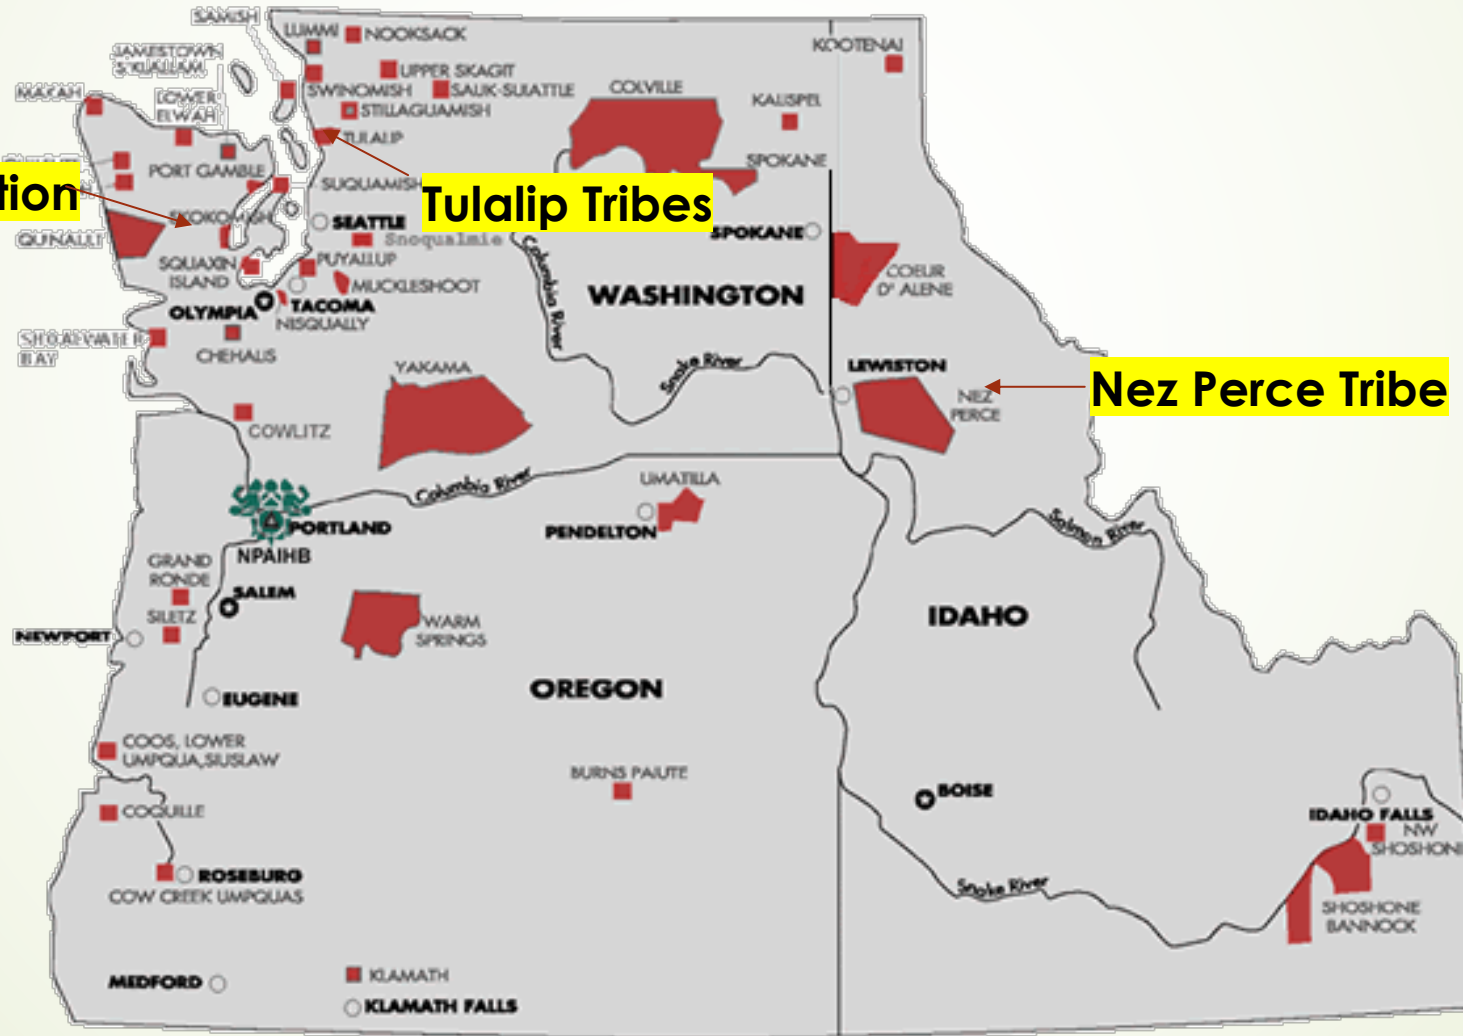 SAMISH
LUMMI
NOOKSACK
JAMESTOWN
S'KLALLAM
KOOTENAI
UPPER SKAGIT
MAKAH
LOWER
ELWAH
SWINOMISH
SAUK-SUIATTLE
COLVILLE
KALISPEL
STILLAGUAMISH
TULALIP
PORT GAMBLE
SPOKANE
tion
SUQUAMISH
Tulalip Tribes
SKOKOMISH
SEATTLE
QUINAULT
Snoqualmie
SPOKANE
SQUAXIN
ISLAND
PUYALLUP
Columbia River
COEUR
D' ALENE
MUCKLESHOOT
WASHINGTON
OLYMPIA
TACOMA
NISQUALLY
SHOALWATER
BAY
CHEHALIS
YAKAMA
Snake River
LEWISTON
NEZ
PERCE
Nez Perce Tribe
COWLITZ
Columbia River
UMATILLA
PORTLAND
PENDELTON
Salmon River
NPAIHB
GRAND
RONDE
SALEM
SILETZ
IDAHO
NEWPORT
WARM
SPRINGS
OREGON
EUGENE
COOS, LOWER
UMPQUA,SIUSLAW
BURNS PAIUTE
BOISE
COQUILLE
IDAHO FALLS
NW
SHOSHONE
ROSEBURG
COW CREEK UMPQUAS
Snake River
SHOSHONE
BANNOCK
MEDFORD
KLAMATH
KLAMATH FALLS